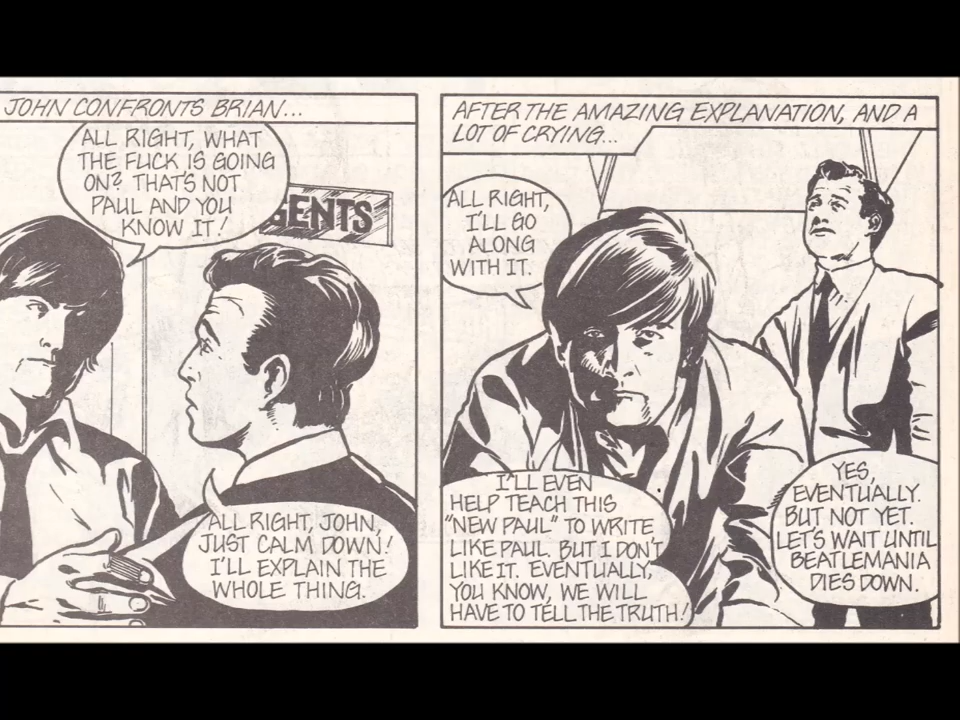 JOHN CONFRONTS BRIAN...
ALL RIGHT, WHAT
THE FUCK IS GOING
ON? THAT'S NOT
PAUL AND YOU
KNOW IT!
GENTS
ALL RIGHT, JOHN,
JUST CALM DOWN!
I'LL EXPLAIN THE
WHOLE THING.
AFTER THE AMAZING EXPLANATION, AND A
LOT OF CRYING...
ALL RIGHT,
I'LL GO
ALONG
WITH IT.
I'LL EVEN
HELP TEACH THIS
"NEW PAUL" TO WRITE
LIKE PAUL. BUT I DON'T
LIKE IT. EVENTUALLY,
YOU KNOW, WE WILL
HAVE TO TELL THE TRUTH!
YES,
EVENTUALLY.
BUT NOT YET.
LET'S WAIT UNTIL
BEATLEMANIA
DIES DOWN.